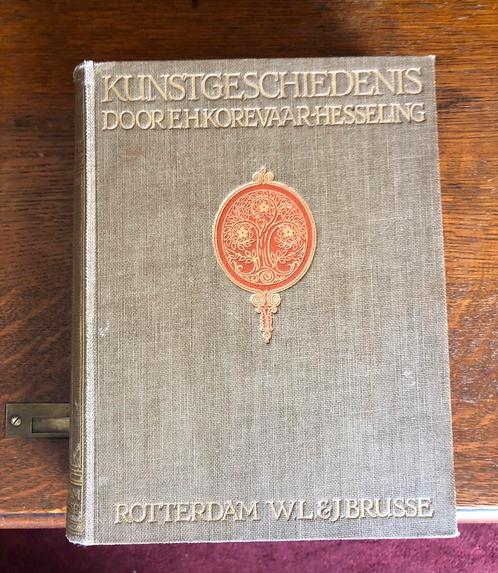 KUNSTGESCHIEDENIS
DOOR E.H KOREVAAR-HESSELING
ROTTERDAM W.L & J. BRUSSE